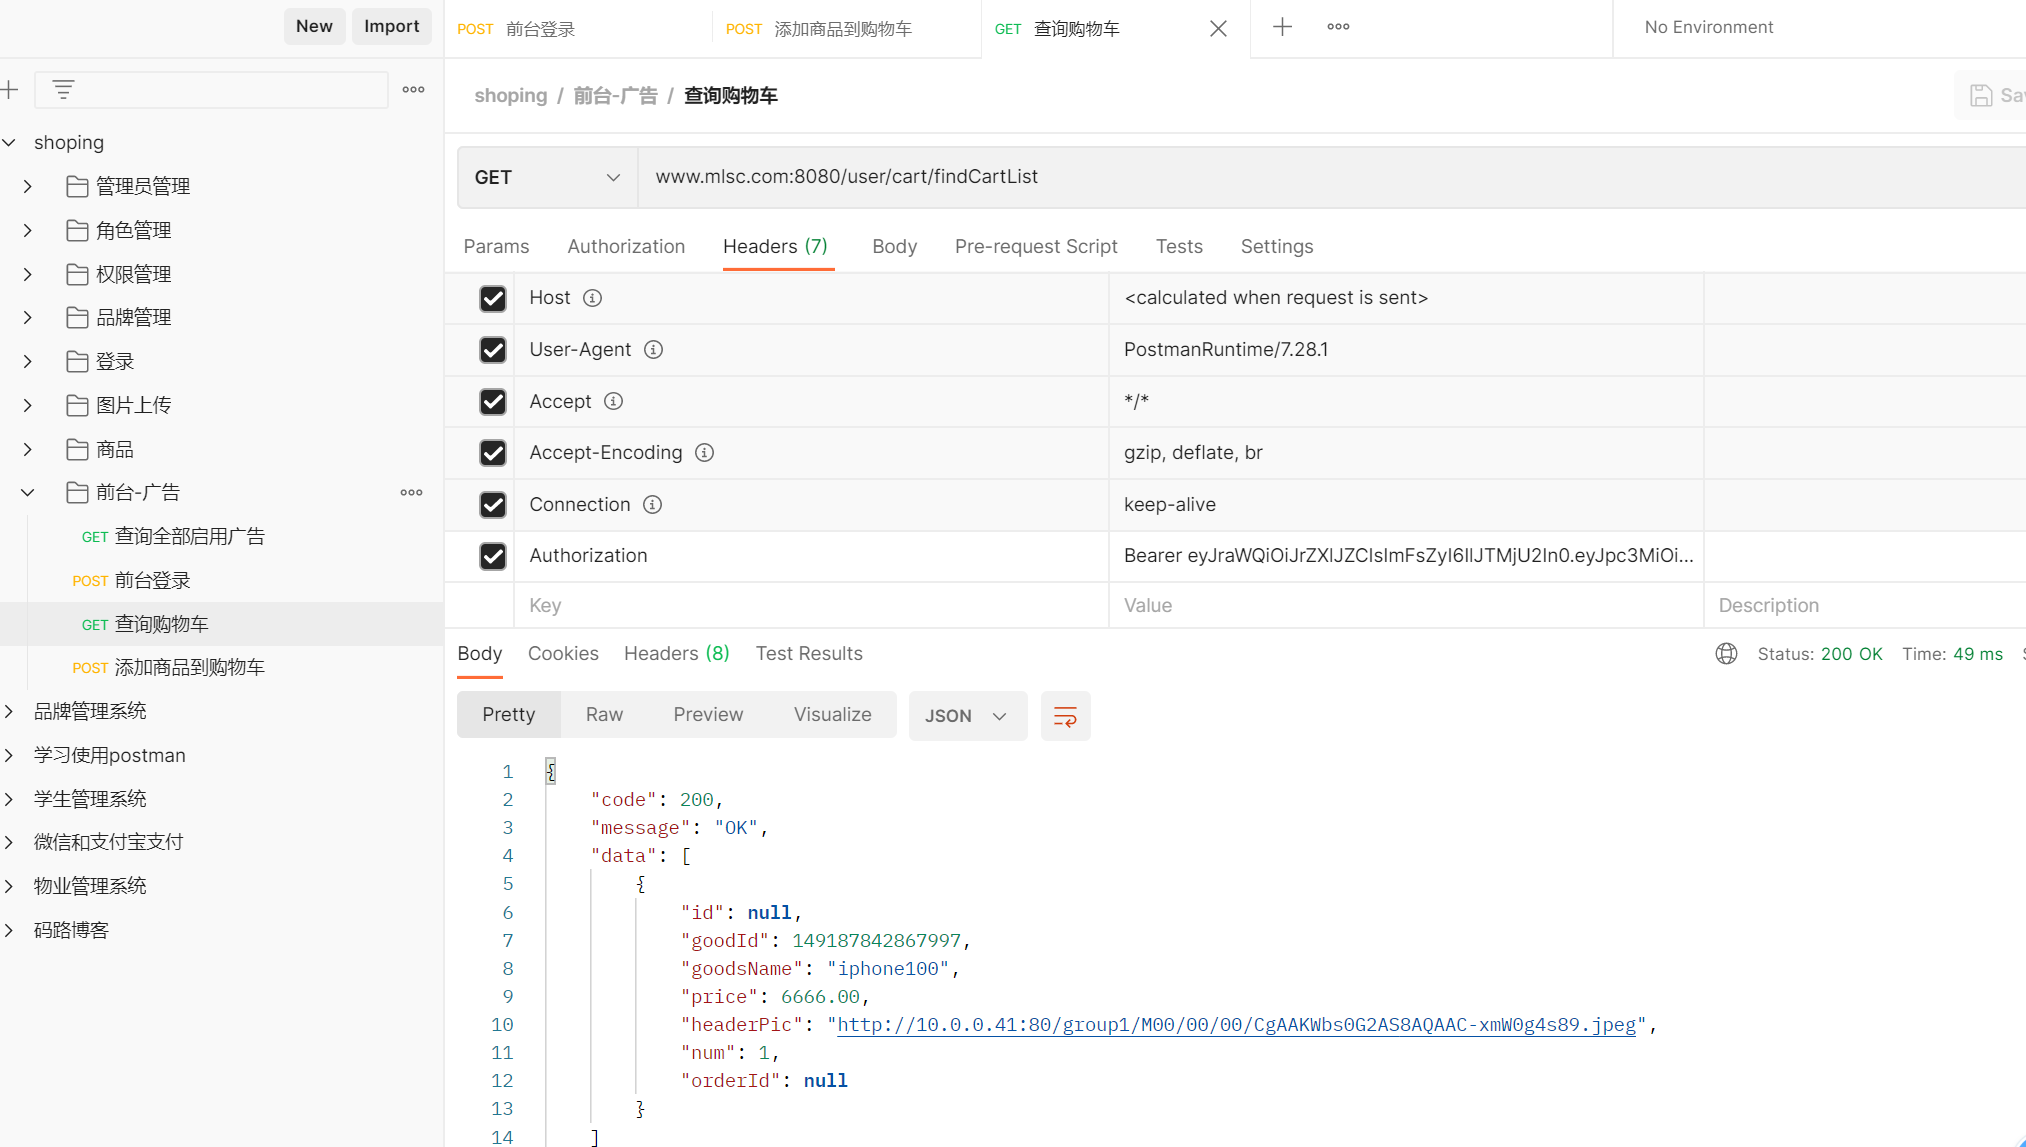 New Import
POST 前台登录 POST 添加商品到购物车 GET 查询购物车 No Environment
shoping / 前台-广告 / 查询购物车
shoping
管理员管理
角色管理
权限管理
品牌管理
登录
图片上传
商品
前台-广告
GET 查询全部启用广告
POST 前台登录
GET 查询购物车
POST 添加商品到购物车
品牌管理系统
学习使用postman
学生管理系统
微信和支付宝支付
物业管理系统
码路博客
GET www.mlsc.com:8080/user/cart/findCartList
Params Authorization Headers (7) Body Pre-request Script Tests Settings
Host <calculated when request is sent>
User-Agent PostmanRuntime/7.28.1
Accept */*
Accept-Encoding gzip, deflate, br
Connection keep-alive
Authorization
Bearer
Key Value Description
Body Cookies Headers (8) Test Results Status: 200 OK Time: 49 ms
Pretty Raw Preview Visualize JSON
1 {
2 "code": 200,
3 "message": "OK",
4 "data": [
5 {
6 "id": null,
7 "goodId": 149187842867997,
8 "goodsName": "iphone100",
9 "price": 6666.00,
10 "headerPic": "http://10.0.0.41:80/group1/M00/00/00/CgAAKWbs0G2AS8AQAAC-xmW0g4s89.jpeg",
11 "num": 1,
12 "orderId": null
13 }
14 ]